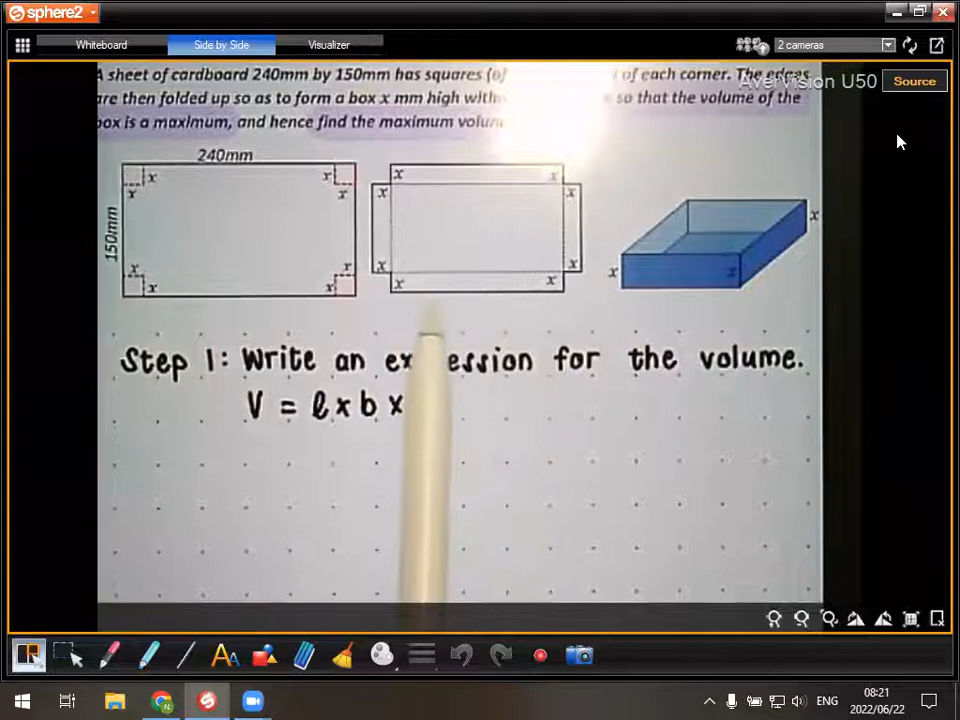 sphere2
Whiteboard
Side by Side
Visualizer
2 cameras
AverVision U50
Source
A sheet of cardboard 240mm by 150mm has squares of each corner. The edges
are then folded up so as to form a box x mm high with so that the volume of the
box is a maximum, and hence find the maximum
240mm
150mm
x x
x x
x x
x x
x x
x x
x x
x x
x
x x
Step 1: Write an for the volume.
V = l x b x
ENG
08:21
2022/06/22